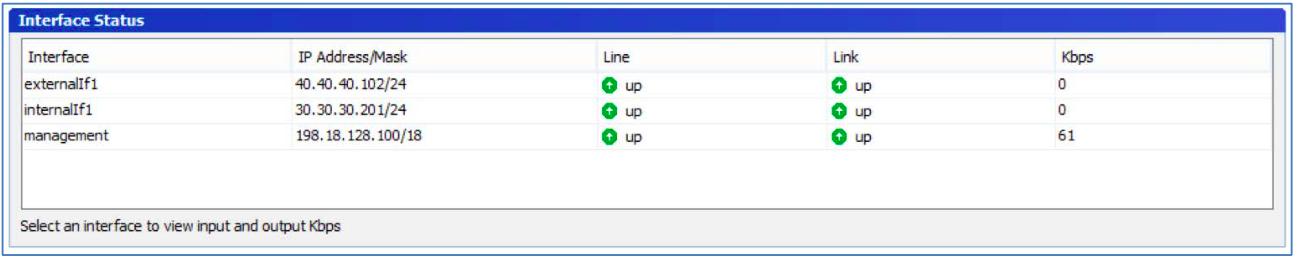 Interface Status
Interface IP Address/Mask Line Link Kbps
externalIf1 40.40.40.102/24 up up 0
internalIf1 30.30.30.201/24 up up 0
management 198.18.128.100/18 up up 61
Select an interface to view input and output Kbps